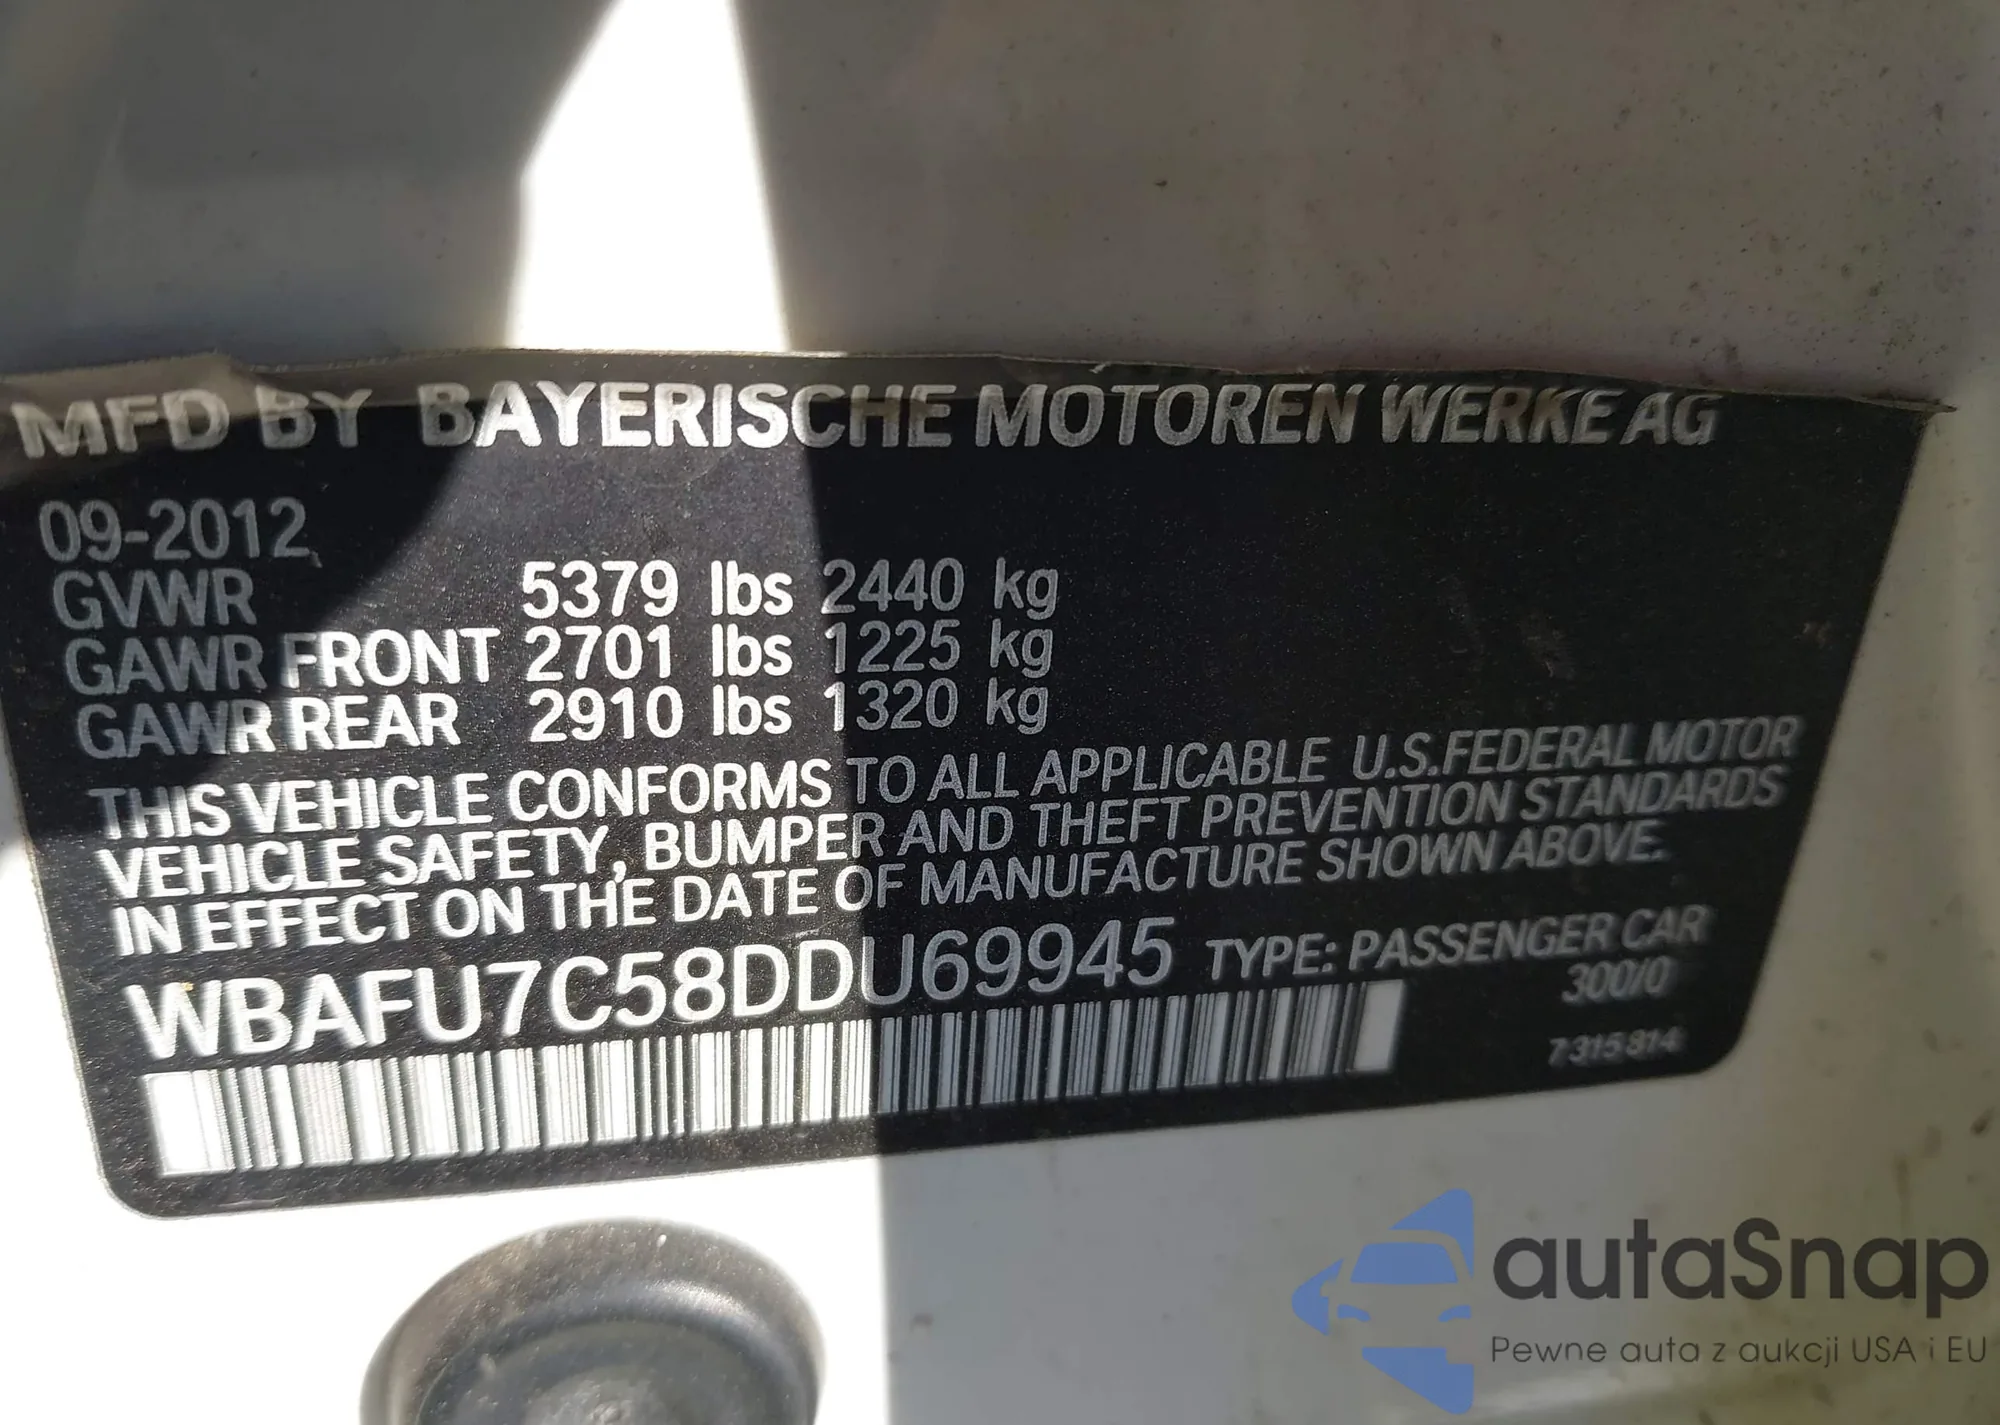 MFD BY BAYERISCHE MOTOREN WERKE AG
09-2012
GVWR 5379 lbs 2440 kg
GAWR FRONT 2701 lbs 1225 kg
GAWR REAR 2910 lbs 1320 kg
THIS VEHICLE CONFORMS TO ALL APPLICABLE U.S.FEDERAL MOTOR
VEHICLE SAFETY, BUMPER AND THEFT PREVENTION STANDARDS
IN EFFECT ON THE DATE OF MANUFACTURE SHOWN ABOVE.
WBAFU7C58DDU69945 TYPE: PASSENGER CAR
300/0
7315814
autaSnap
Pewne auta z aukcji USA i EU